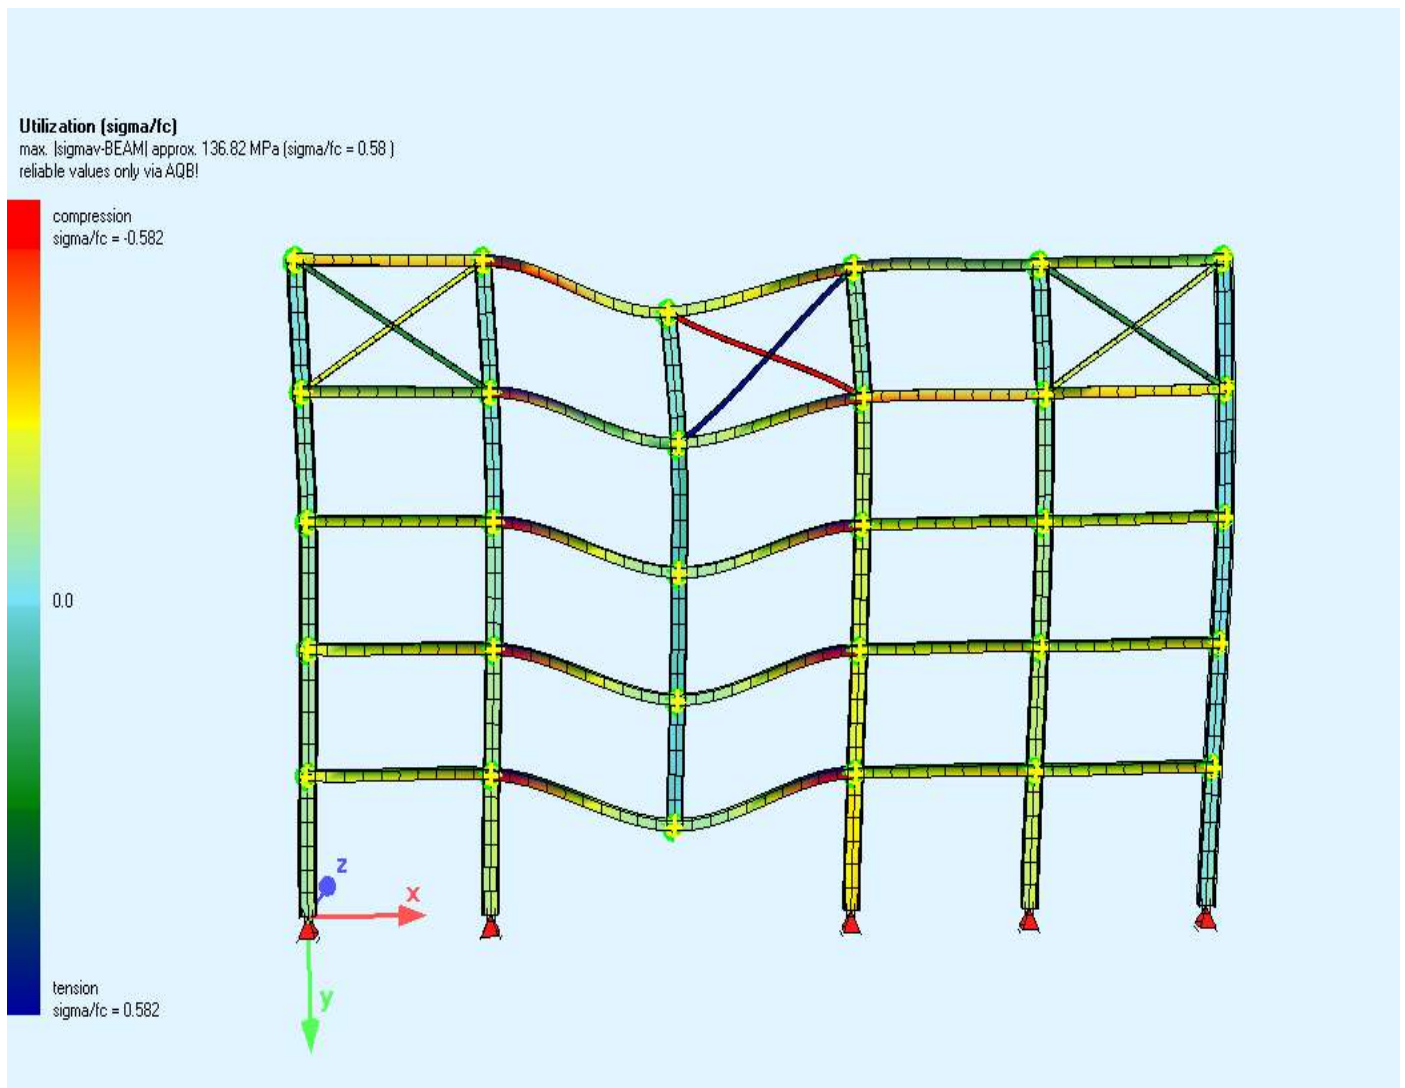 Utilization (sigma/fc)
max. |sigmav-BEAM| approx. 136.82 MPa (sigma/fc = 0.58 )
reliable values only via AQB!
compression
sigma/fc = -0.582
0.0
tension
sigma/fc = 0.582
z
x
y